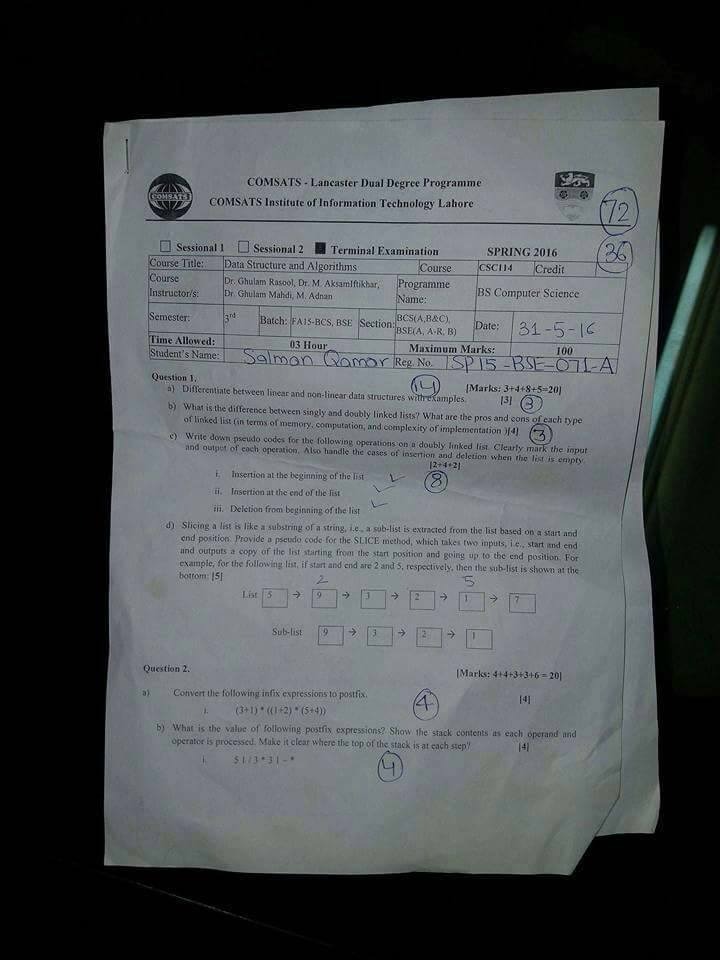 COMSATS - Lancaster Dual Degree Programme
COMSATS
COMSATS Institute of Information Technology Lahore
72
☐ Sessional 1 ☐ Sessional 2 ■ Terminal Examination SPRING 2016
36
Course Title: Data Structure and Algorithms Course CSC114 Credit
Course Instructor/s: Dr. Ghulam Rasool, Dr. M. AksamIftikhar, Dr. Ghulam Mahdi, M. Adnan Programme Name: BS Computer Science
Semester: 3rd Batch: FA15-BCS, BSE Section: BCS(A,B&C), BSE(A, A-R, B) Date: 31-5-16
Time Allowed: 03 Hour Maximum Marks: 100
Student's Name: Salman Qamar Reg. No. SP15-BSE-071-A
Question 1. 14 [Marks: 3+4+8+5=20]
a) Differentiate between linear and non-linear data structures with examples. [3] 3
b) What is the difference between singly and doubly linked lists? What are the pros and cons of each type
of linked list (in terms of memory, computation, and complexity of implementation )[4] 3
c) Write down pseudo codes for the following operations on a doubly linked list. Clearly mark the input
and output of each operation. Also handle the cases of insertion and deletion when the list is empty.
[2+4+2]
i. Insertion at the beginning of the list 8
ii. Insertion at the end of the list
iii. Deletion from beginning of the list
d) Slicing a list is like a substring of a string, i.e., a sub-list is extracted from the list based on a start and
end position. Provide a pseudo code for the SLICE method, which takes two inputs, i.e., start and end
and outputs a copy of the list starting from the start position and going up to the end position. For
example, for the following list, if start and end are 2 and 5, respectively, then the sub-list is shown at the
bottom: [5]
2 5
List 5 → 9 → 3 → 2 → 1 → 7
Sub-list 9 → 3 → 2 → 1
Question 2. [Marks: 4+4+3+3+6 = 20]
a) Convert the following infix expressions to postfix. 4 [4]
i. (3+1) * ((1+2) * (5+4))
b) What is the value of following postfix expressions? Show the stack contents as each operand and
operator is processed. Make it clear where the top of the stack is at each step? [4]
i. 5 1 / 3 * 3 1 - * 4